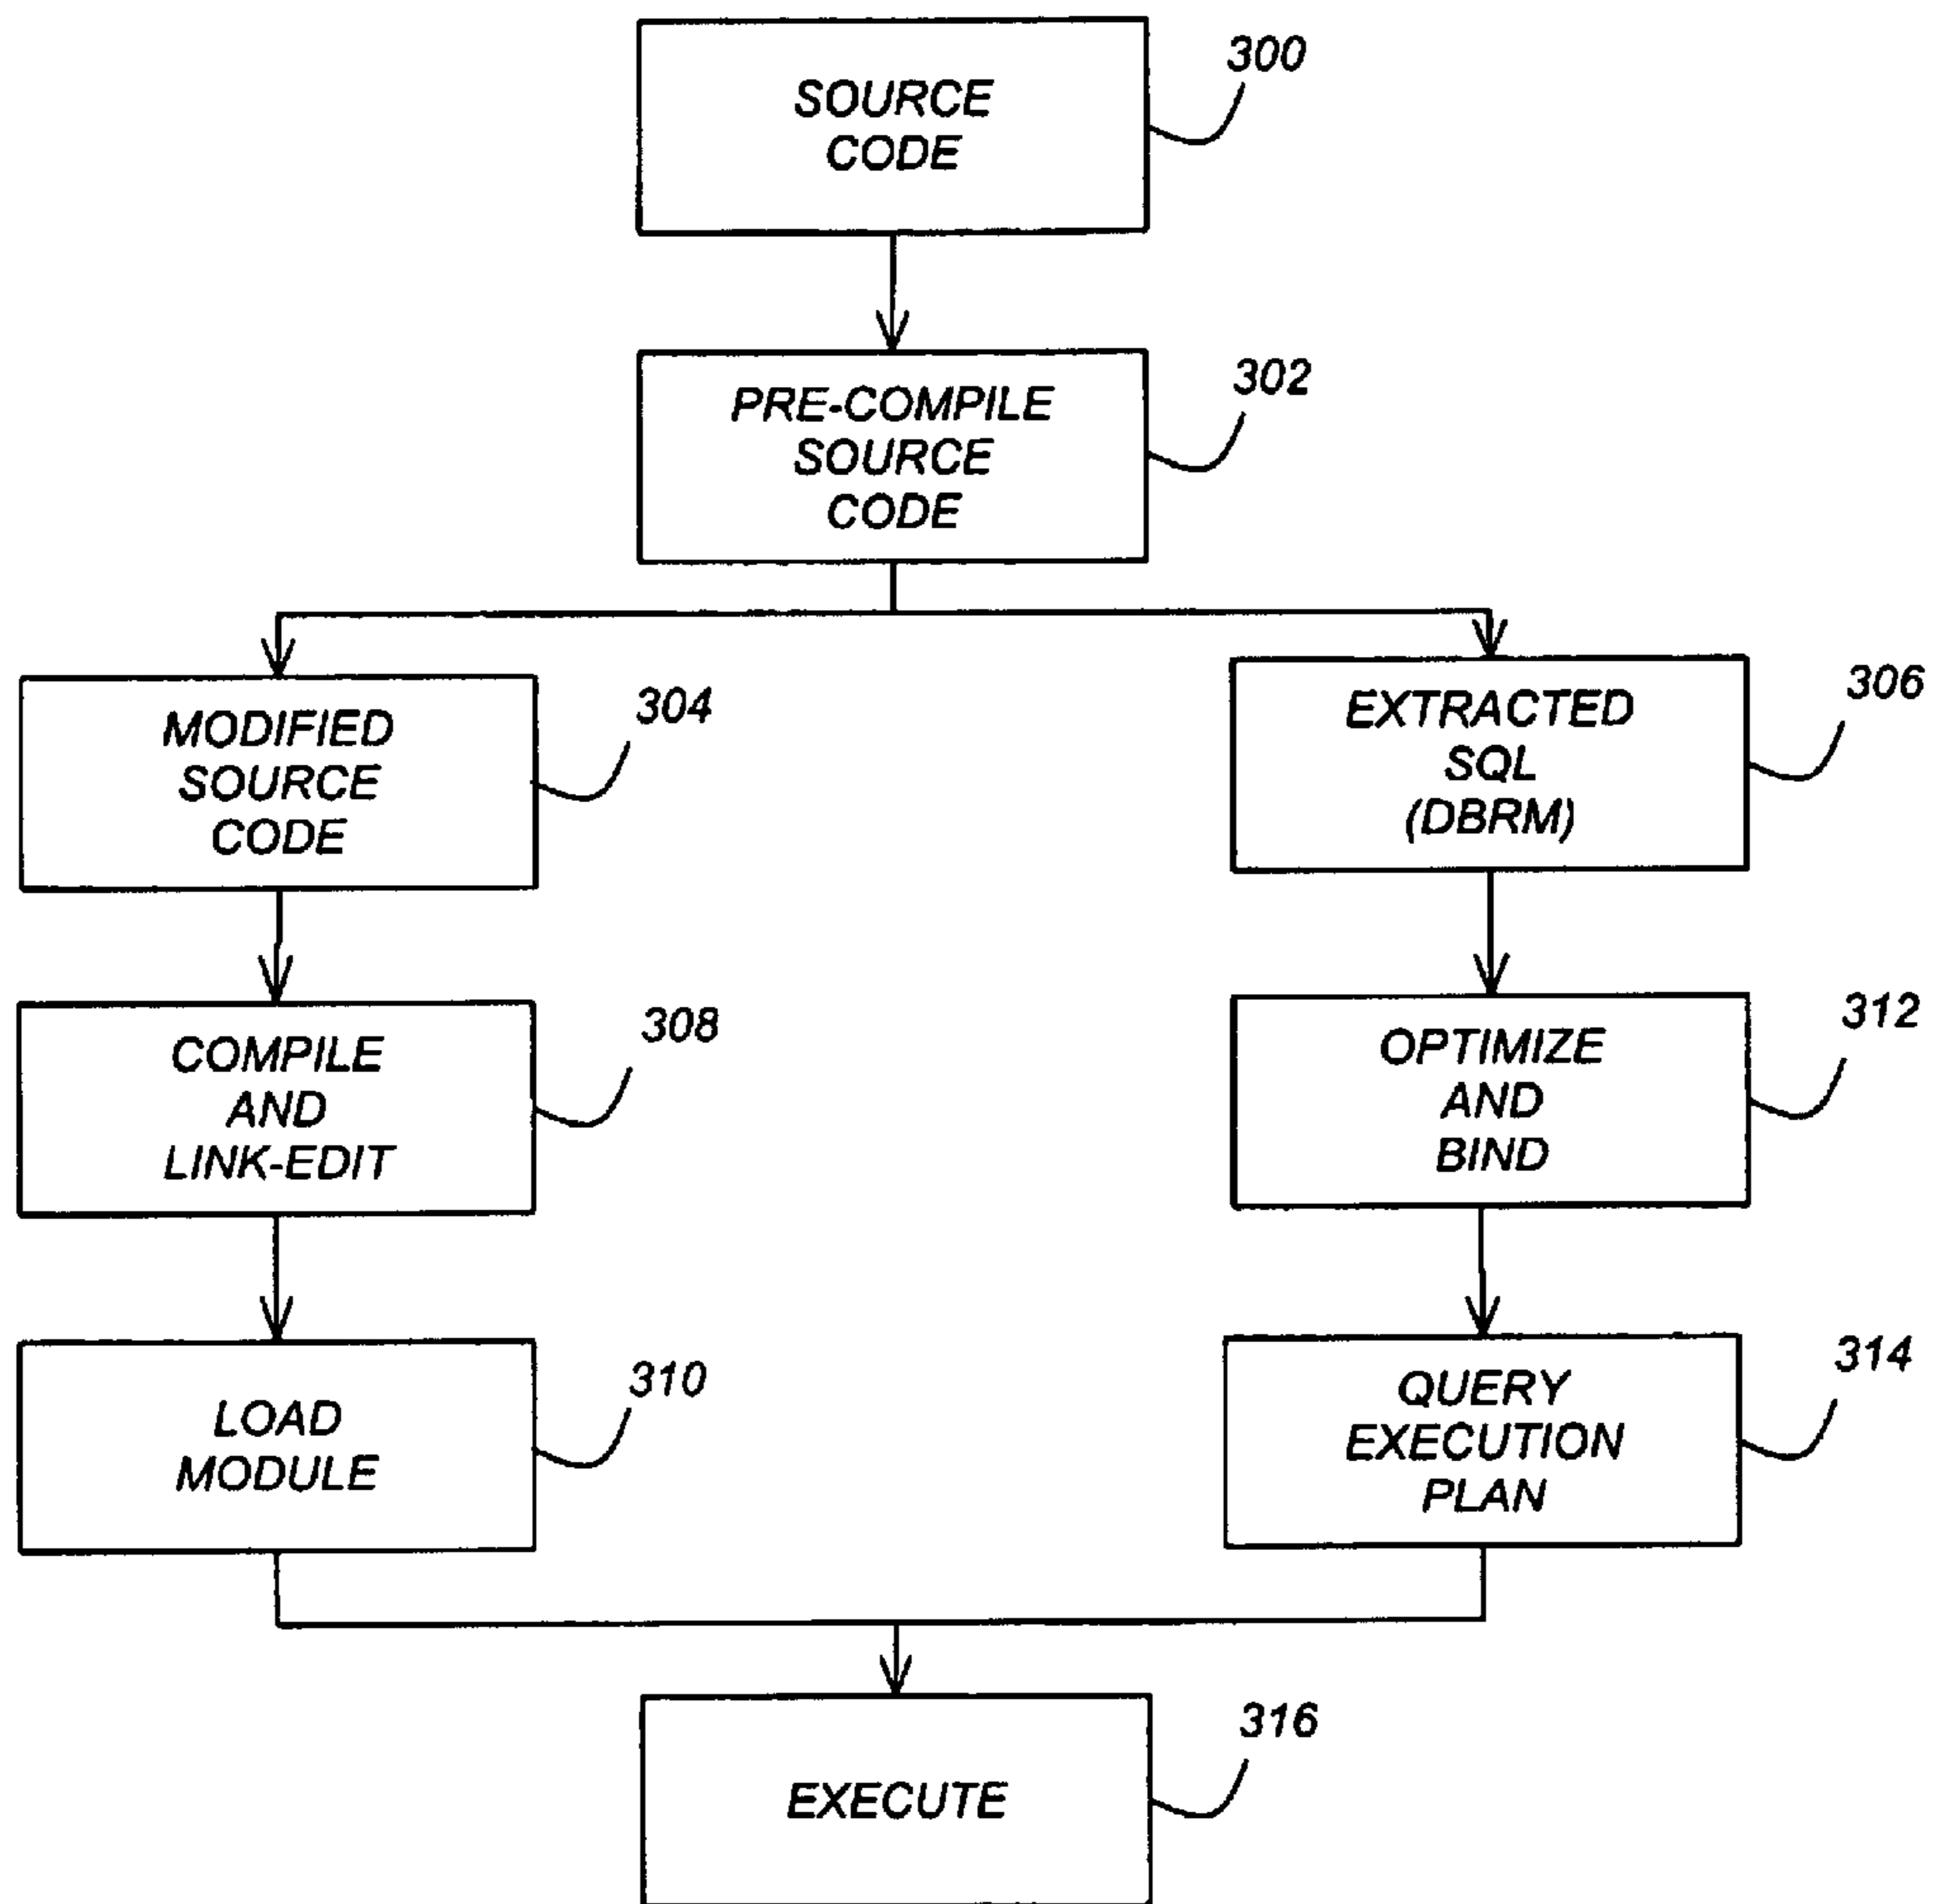 SOURCE
CODE
300
PRE-COMPILE
SOURCE
CODE
302
MODIFIED
SOURCE
CODE
304
EXTRACTED
SQL
(DBRM)
306
COMPILE
AND
LINK-EDIT
308
OPTIMIZE
AND
BIND
312
LOAD
MODULE
310
QUERY
EXECUTION
PLAN
314
EXECUTE
316